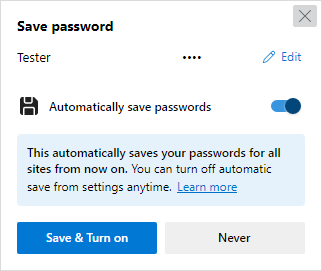 Save password
Tester •••• Edit
Automatically save passwords
This automatically saves your passwords for all
sites from now on. You can turn off automatic
save from settings anytime. Learn more
Save & Turn on Never